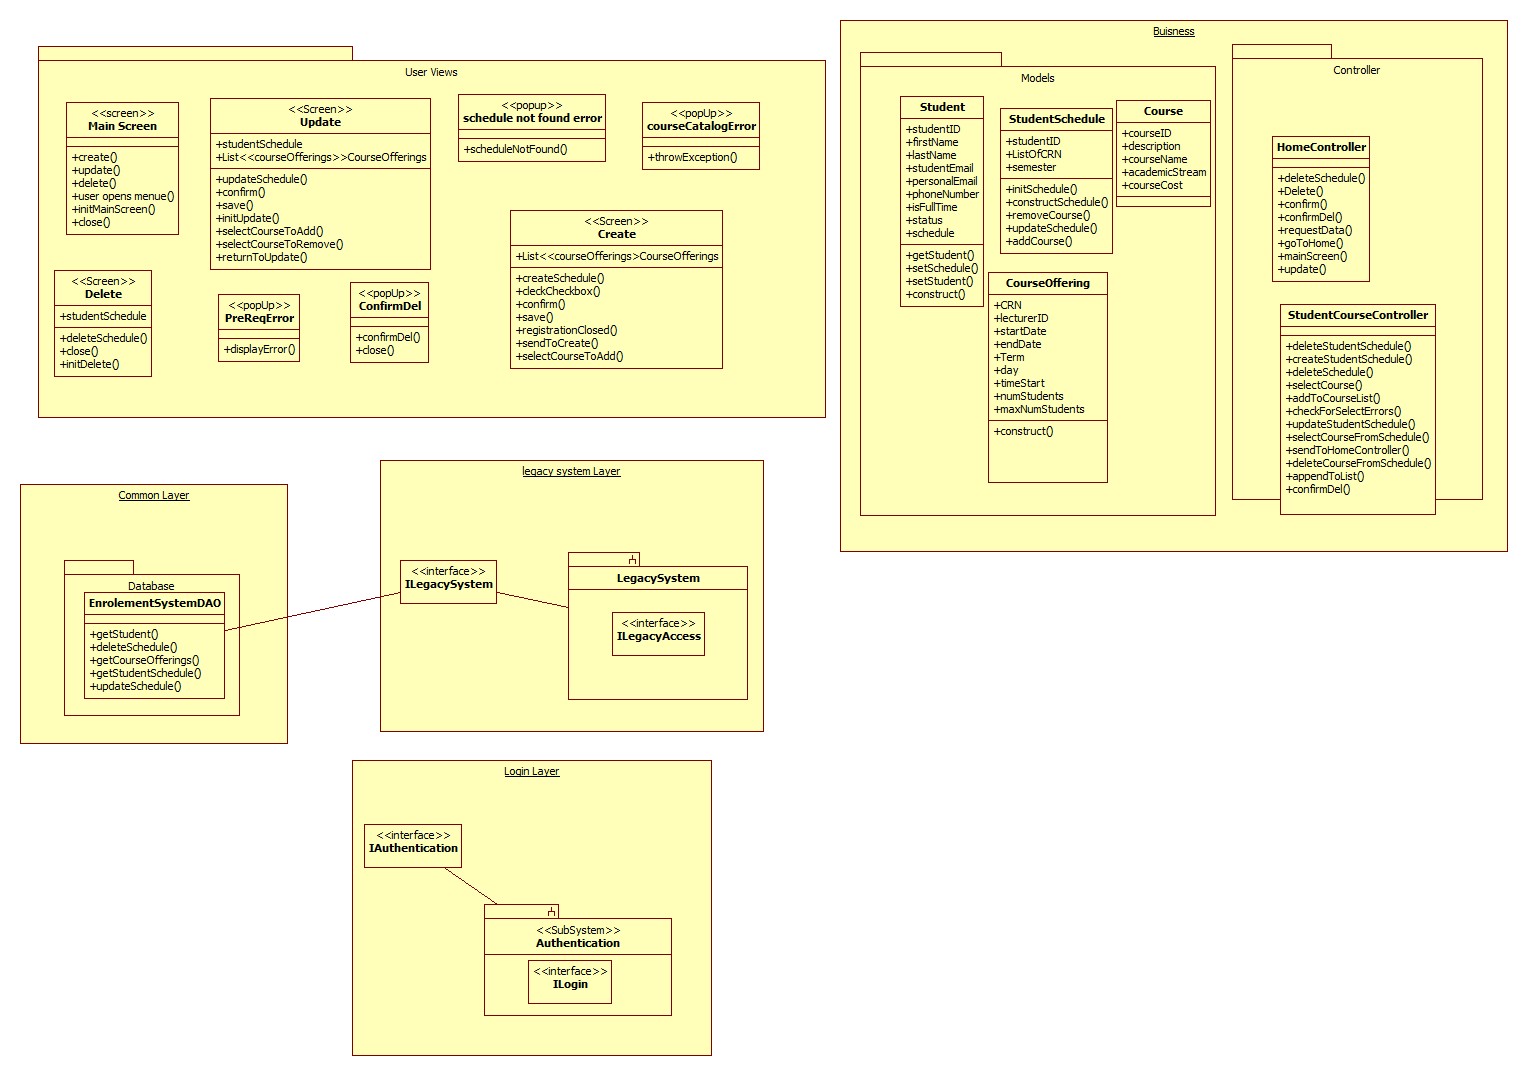 User Views
<<screen>>
Main Screen
+create()
+update()
+delete()
+user opens menue()
+initMainScreen()
+close()
<<Screen>>
Update
+studentSchedule
+List<<courseOfferings>>CourseOfferings
+updateSchedule()
+confirm()
+save()
+initUpdate()
+selectCourseToAdd()
+selectCourseToRemove()
+returnToUpdate()
<<popup>>
schedule not found error
+scheduleNotFound()
<<popUp>>
courseCatalogError
+throwException()
<<Screen>>
Delete
+studentSchedule
+deleteSchedule()
+close()
+initDelete()
<<popUp>>
PreReqError
+displayError()
<<popUp>>
ConfirmDel
+confirmDel()
+close()
<<Screen>>
Create
+List<<courseOfferings>CourseOfferings
+createSchedule()
+cleckCheckbox()
+confirm()
+save()
+registrationClosed()
+sendToCreate()
+selectCourseToAdd()
Buisness
Models
Student
+studentID
+firstName
+lastName
+studentEmail
+personalEmail
+phoneNumber
+isFullTime
+status
+schedule
+getStudent()
+setSchedule()
+setStudent()
+construct()
StudentSchedule
+studentID
+ListOfCRN
+semester
+initSchedule()
+constructSchedule()
+removeCourse()
+updateSchedule()
+addCourse()
Course
+courseID
+description
+courseName
+academicStream
+courseCost
CourseOffering
+CRN
+lecturerID
+startDate
+endDate
+Term
+day
+timeStart
+numStudents
+maxNumStudents
+construct()
Controller
HomeController
+deleteSchedule()
+Delete()
+confirm()
+confirmDel()
+requestData()
+goToHome()
+mainScreen()
+update()
StudentCourseController
+deleteStudentSchedule()
+createStudentSchedule()
+deleteSchedule()
+selectCourse()
+addToCourseList()
+checkForSelectErrors()
+updateStudentSchedule()
+selectCourseFromSchedule()
+sendToHomeController()
+deleteCourseFromSchedule()
+appendToList()
+confirmDel()
Common Layer
Database
EnrolementSystemDAO
+getStudent()
+deleteSchedule()
+getCourseOfferings()
+getStudentSchedule()
+updateSchedule()
legacy system Layer
<<interface>>
ILegacySystem
LegacySystem
<<interface>>
ILegacyAccess
Login Layer
<<interface>>
IAuthentication
<<SubSystem>>
Authentication
<<interface>>
ILogin